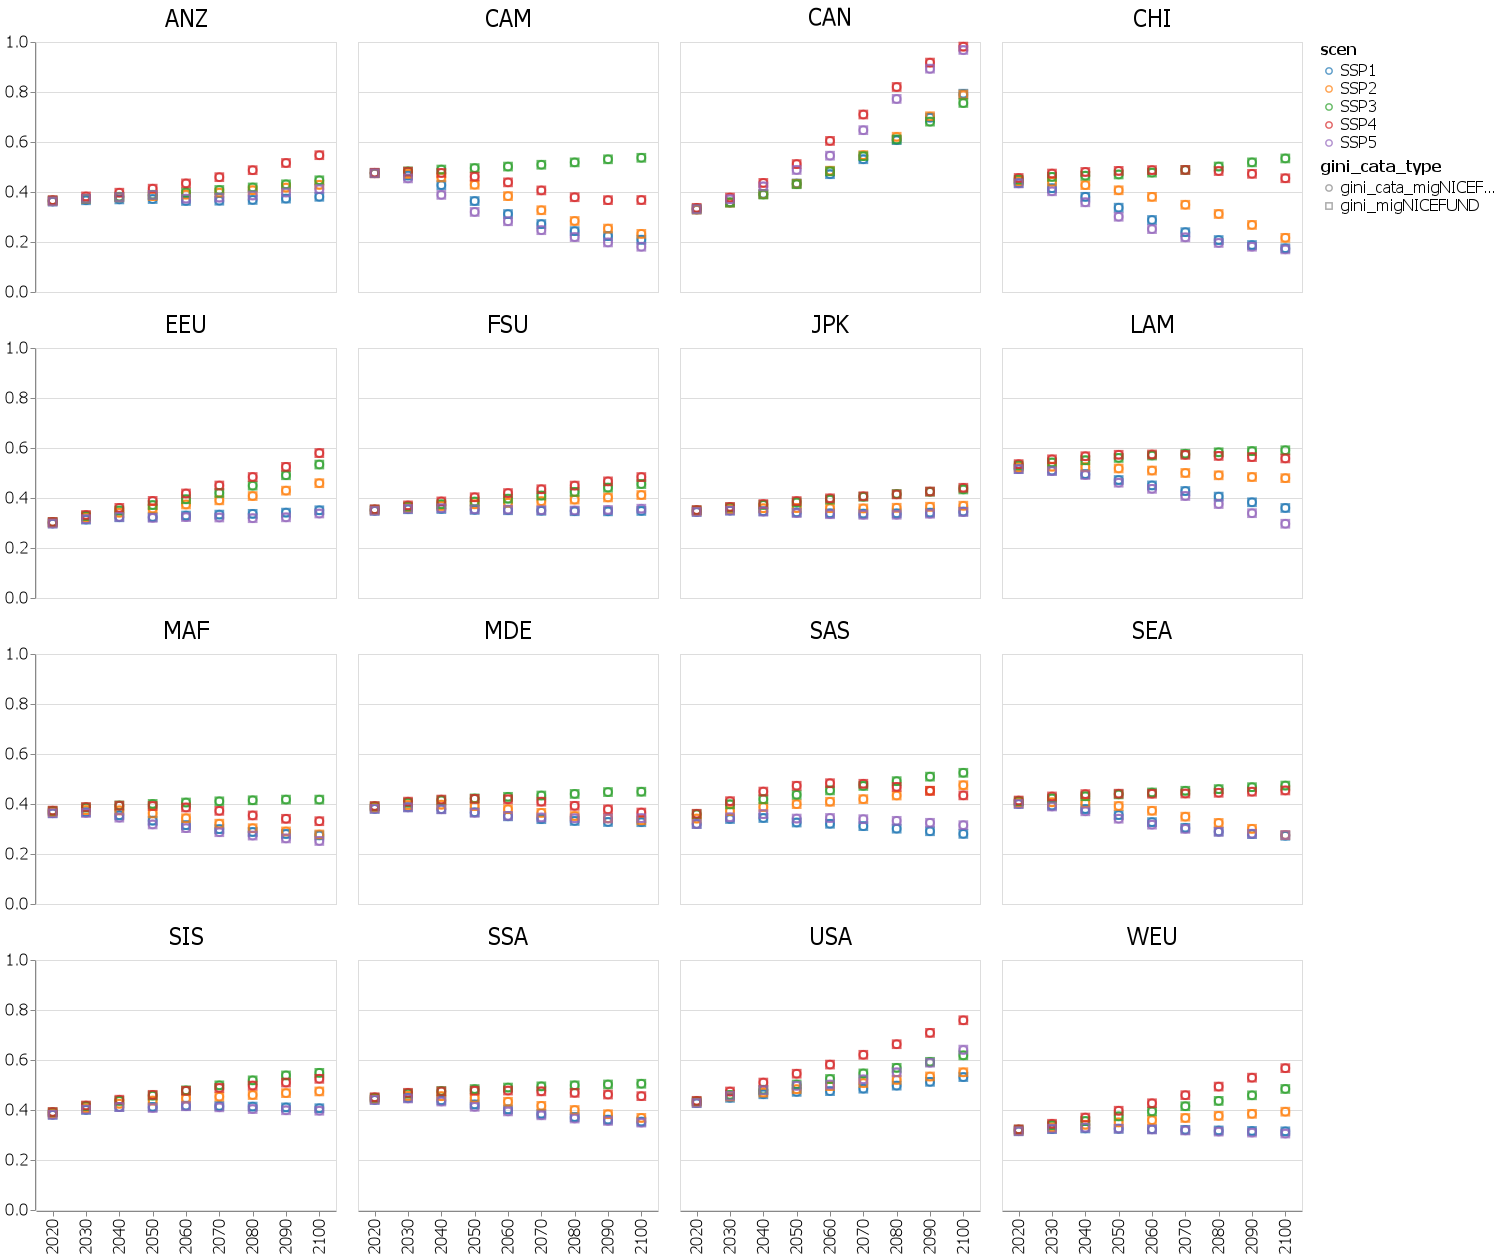 ANZ CAM CAN CHI
scen
SSP1
SSP2
SSP3
SSP4
SSP5
gini_cata_type
gini_cata_migNICEF...
gini_migNICEFUND
1.0
0.8
0.6
0.4
0.2
0.0
EEU FSU JPK LAM
1.0
0.8
0.6
0.4
0.2
0.0
MAF MDE SAS SEA
1.0
0.8
0.6
0.4
0.2
0.0
SIS SSA USA WEU
1.0
0.8
0.6
0.4
0.2
0.0
2020 2030 2040 2050 2060 2070 2080 2090 2100 2020 2030 2040 2050 2060 2070 2080 2090 2100 2020 2030 2040 2050 2060 2070 2080 2090 2100 2020 2030 2040 2050 2060 2070 2080 2090 2100